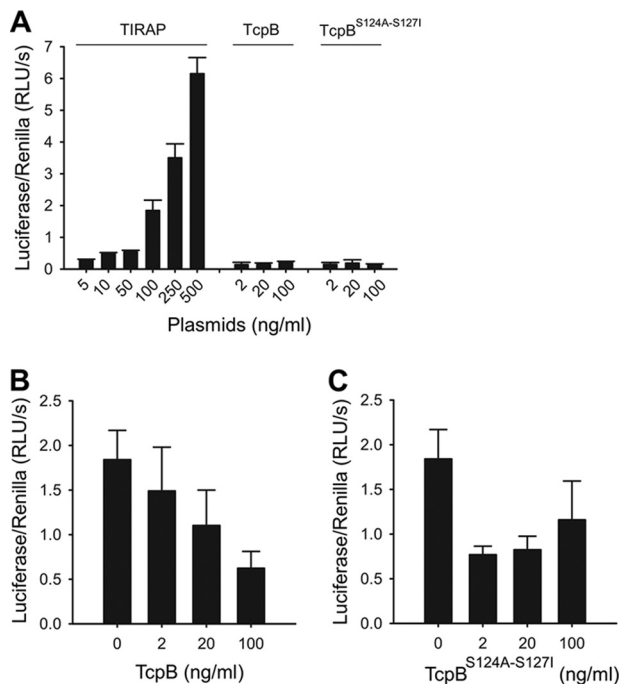 A
TIRAP TcpB TcpB^S124A-S127I
Luciferase/Renilla (RLU/s)
7
6
5
4
3
2
1
0
5 10 50 100 250 500 2 20 100 2 20 100
Plasmids (ng/ml)
B
Luciferase/Renilla (RLU/s)
2.5
2.0
1.5
1.0
0.5
0.0
0 2 20 100
TcpB (ng/ml)
C
Luciferase/Renilla (RLU/s)
2.5
2.0
1.5
1.0
0.5
0.0
0 2 20 100
TcpB^S124A-S127I (ng/ml)